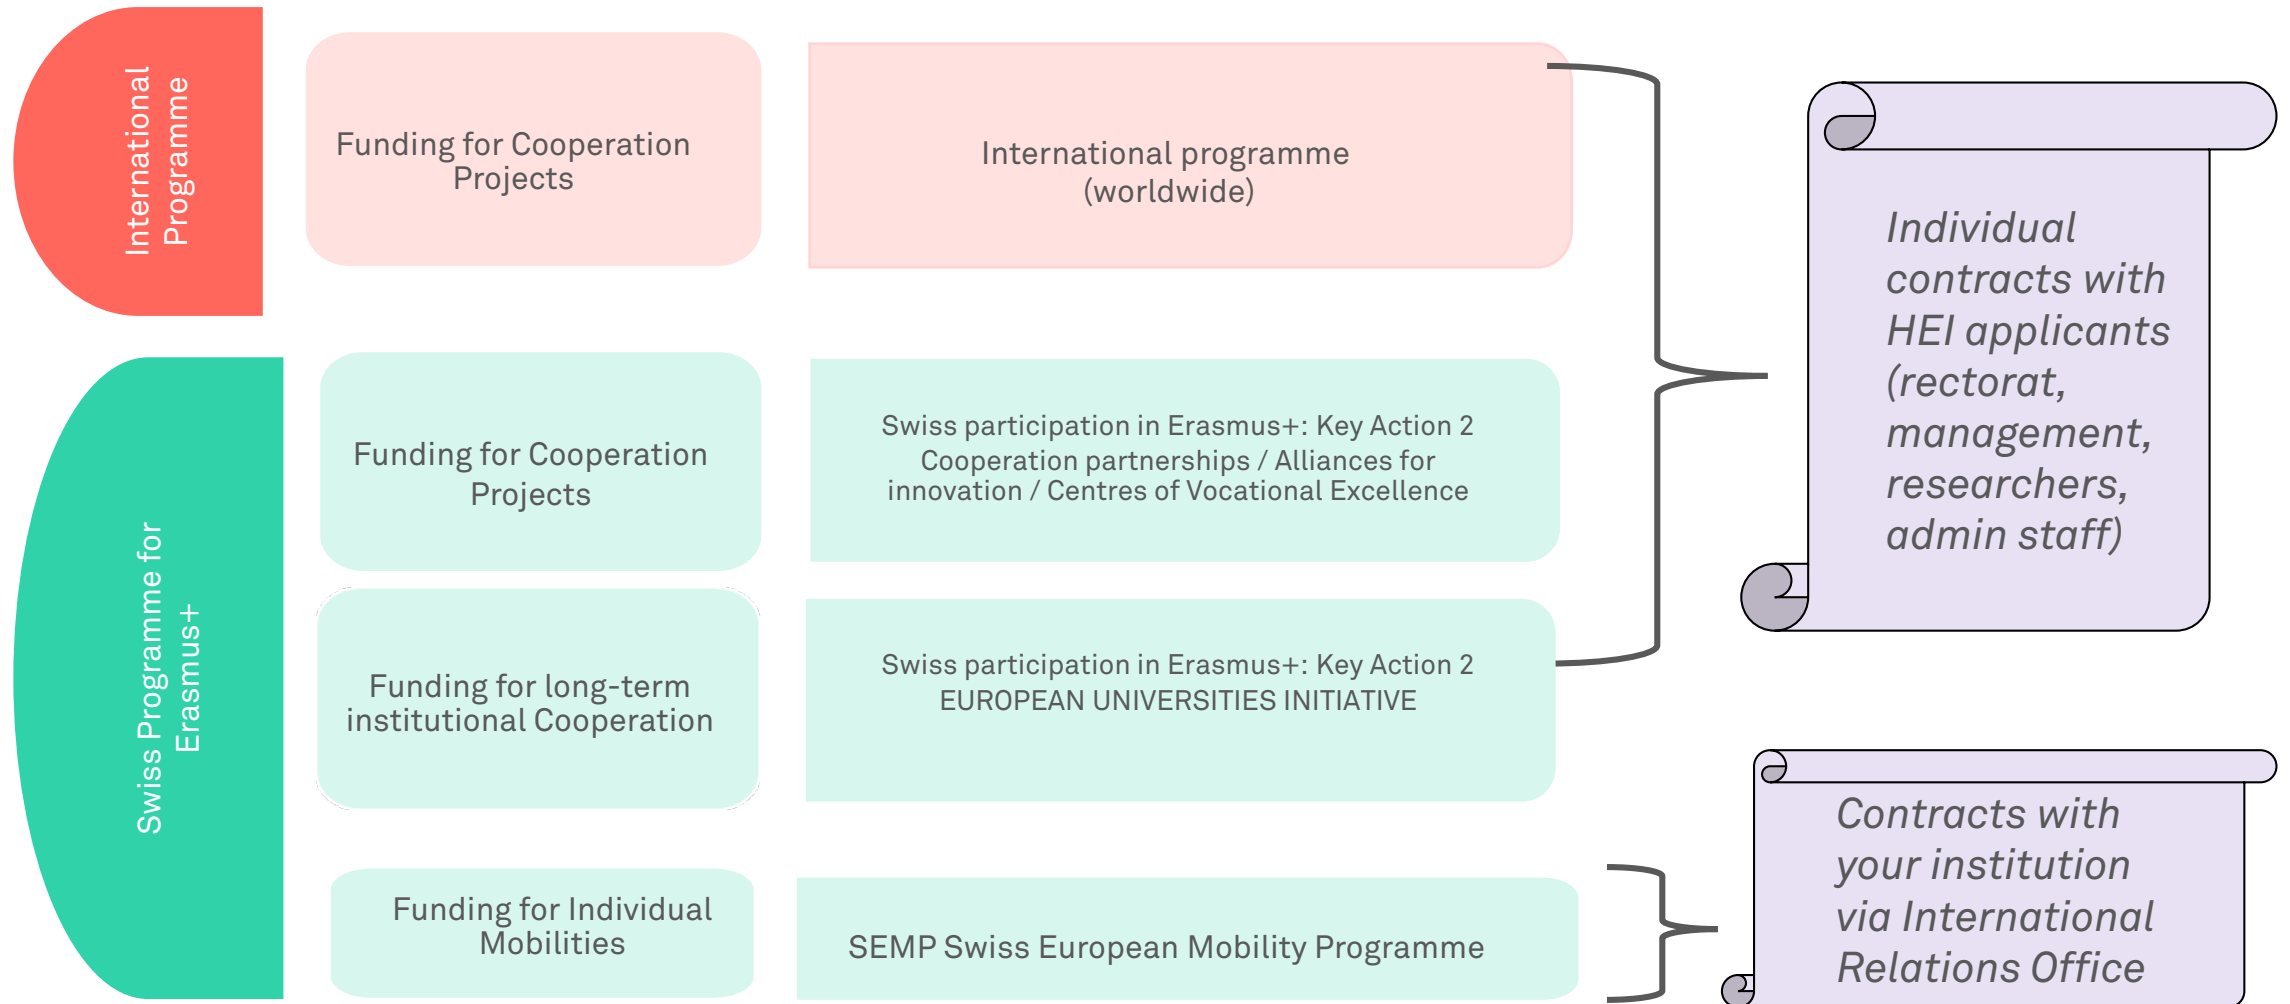 International
Programme
Funding for Cooperation
Projects
International programme
(worldwide)
Individual
contracts with
HEI applicants
(rectorat,
management,
researchers,
admin staff)
Swiss Programme for
Erasmus+
Funding for Cooperation
Projects
Swiss participation in Erasmus+: Key Action 2
Cooperation partnerships / Alliances for
innovation / Centres of Vocational Excellence
Funding for long-term
institutional Cooperation
Swiss participation in Erasmus+: Key Action 2
EUROPEAN UNIVERSITIES INITIATIVE
Funding for Individual
Mobilities
SEMP Swiss European Mobility Programme
Contracts with
your institution
via International
Relations Office